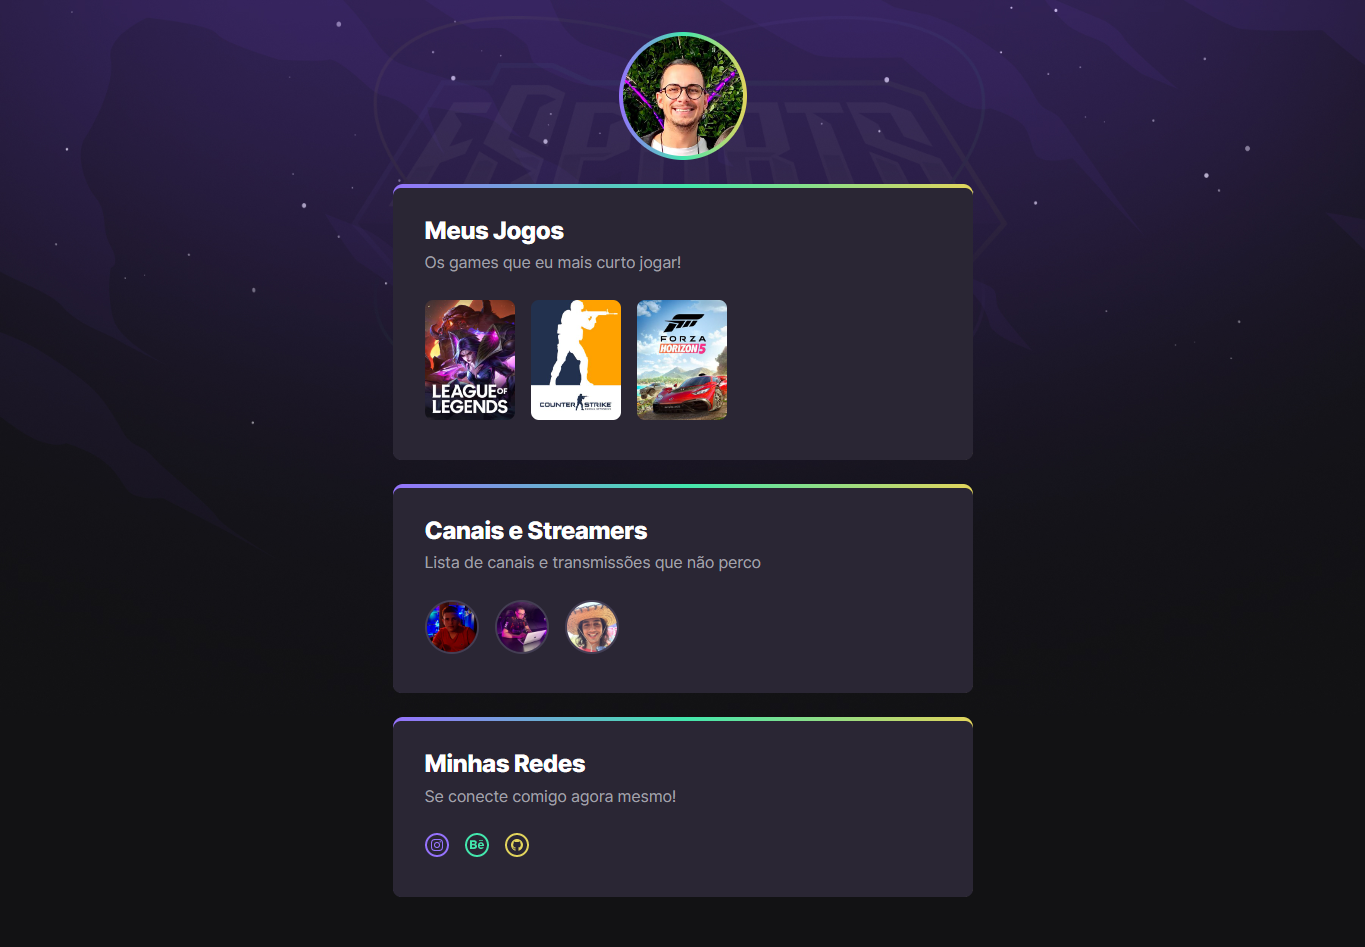 ESPORTS
Meus Jogos
Os games que eu mais curto jogar!
LEAGUE OF
LEGENDS
COUNTER STRIKE
FORZA
HORIZON 5
Canais e Streamers
Lista de canais e transmissões que não perco
Minhas Redes
Se conecte comigo agora mesmo!
Bē